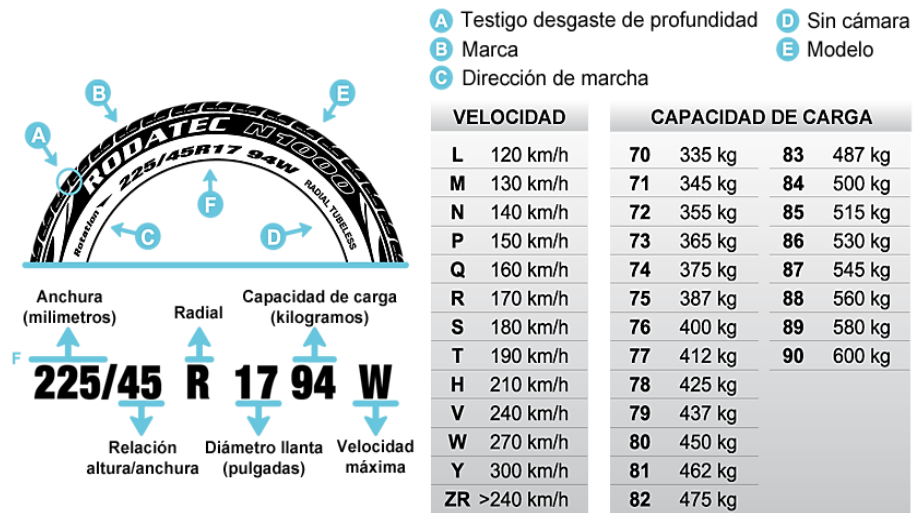 A Testigo desgaste de profundidad
B Marca
C Dirección de marcha
D Sin cámara
E Modelo
A
B
E
RODATEC N1000
225/45R17 94W
Rotation
RADIAL TUBELESS
F
C
D
Anchura
(milimetros)
Radial
Capacidad de carga
(kilogramos)
F
225/45 R 17 94 W
Relación
altura/anchura
Diámetro llanta
(pulgadas)
Velocidad
máxima
VELOCIDAD
L 120 km/h
M 130 km/h
N 140 km/h
P 150 km/h
Q 160 km/h
R 170 km/h
S 180 km/h
T 190 km/h
H 210 km/h
V 240 km/h
W 270 km/h
Y 300 km/h
ZR >240 km/h
CAPACIDAD DE CARGA
70 335 kg 83 487 kg
71 345 kg 84 500 kg
72 355 kg 85 515 kg
73 365 kg 86 530 kg
74 375 kg 87 545 kg
75 387 kg 88 560 kg
76 400 kg 89 580 kg
77 412 kg 90 600 kg
78 425 kg
79 437 kg
80 450 kg
81 462 kg
82 475 kg